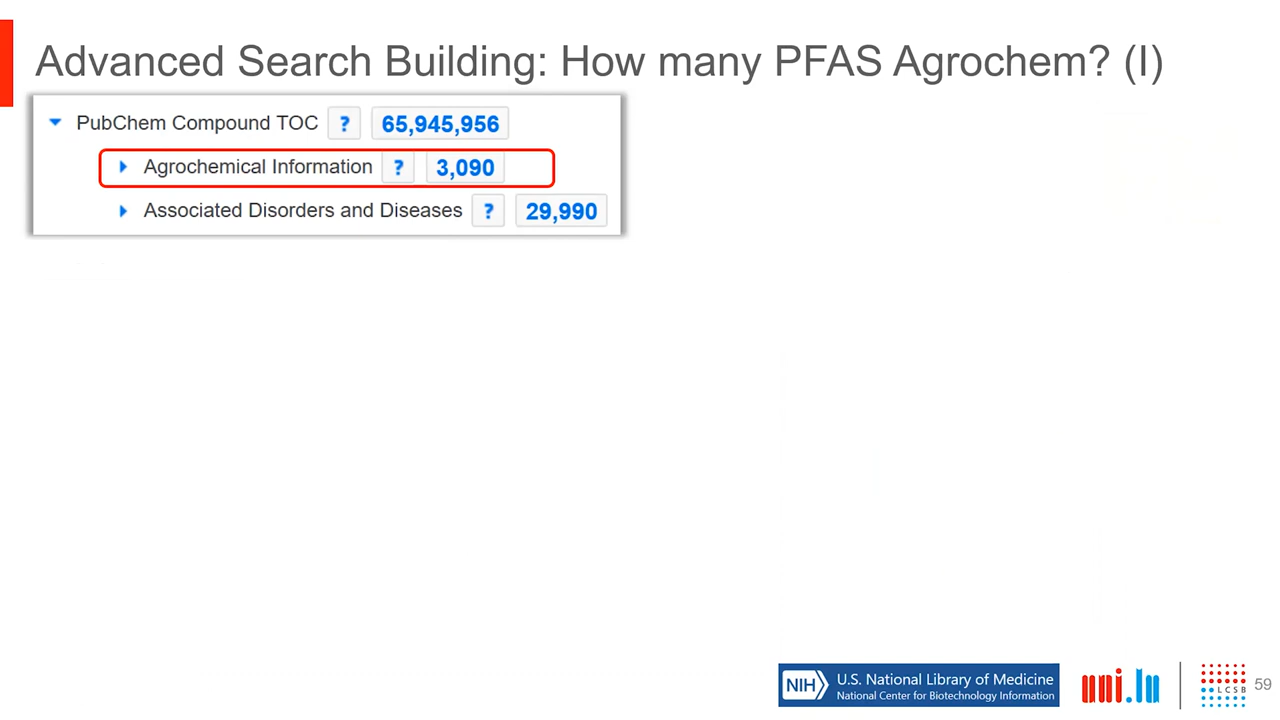 Advanced Search Building: How many PFAS Agrochem? (I)
PubChem Compound TOC ? 65,945,956
Agrochemical Information ? 3,090
Associated Disorders and Diseases ? 29,990
NIH U.S. National Library of Medicine
National Center for Biotechnology Information
uni.lu
LCSB
59